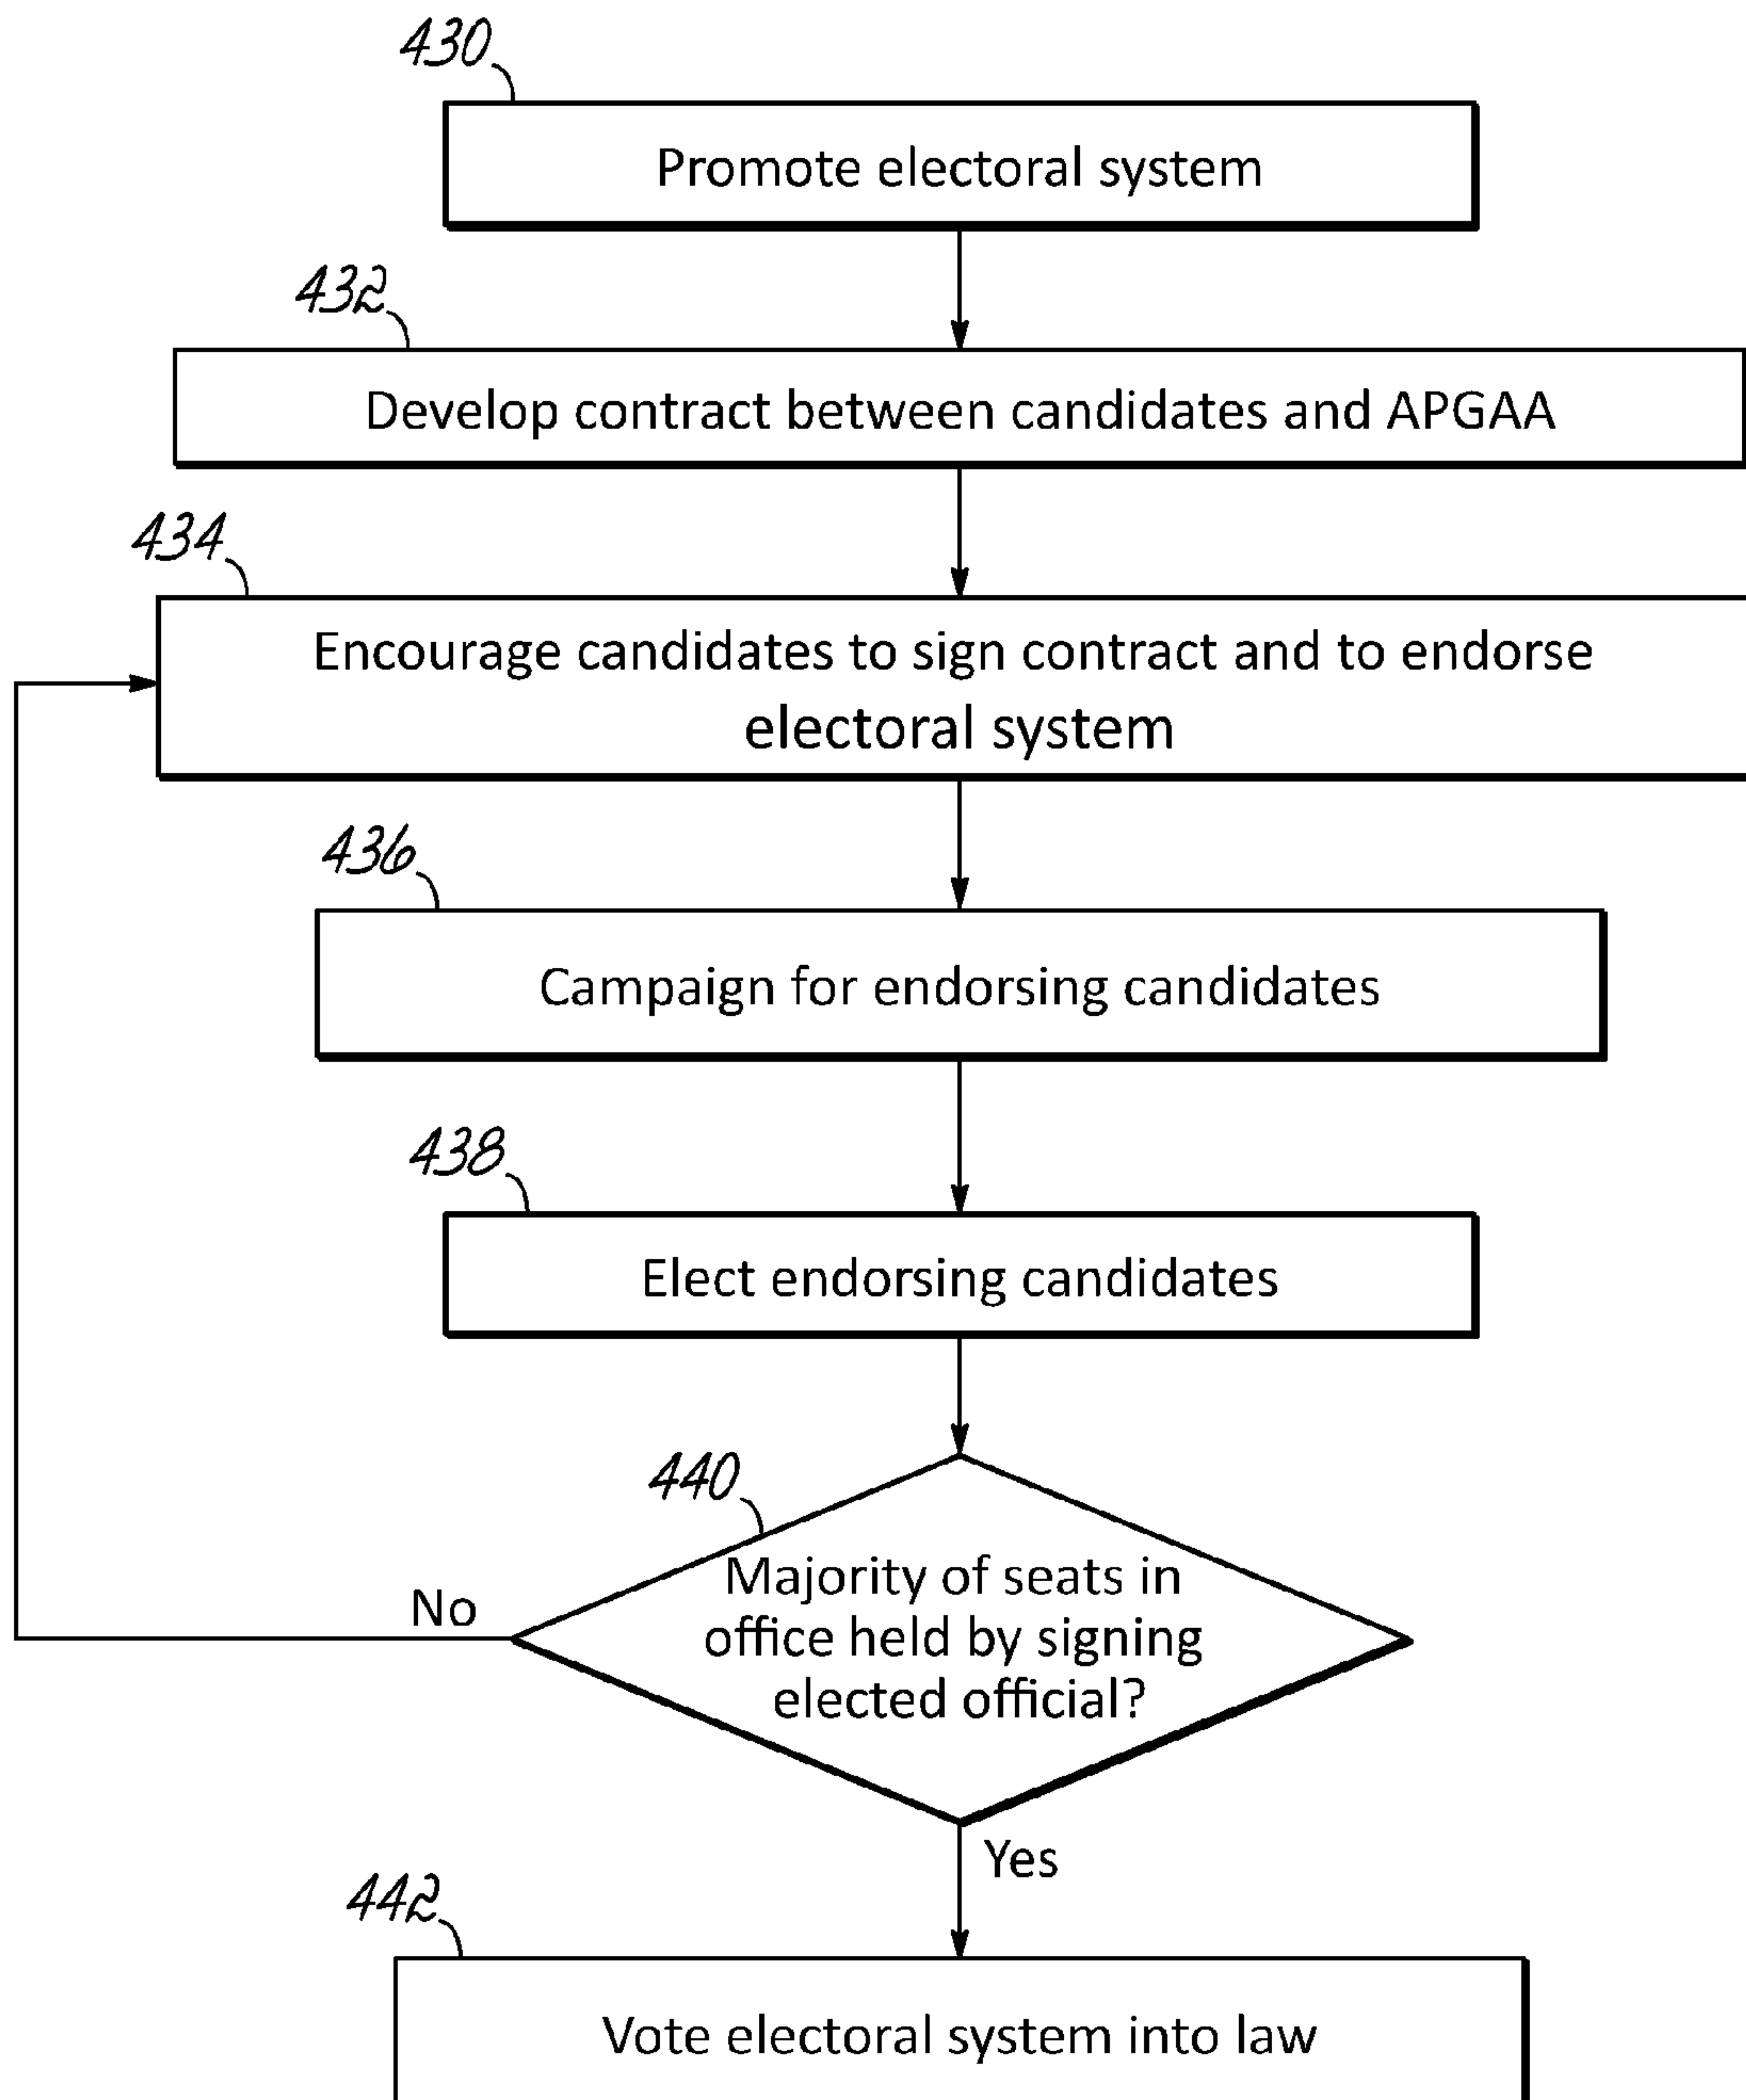 430
Promote electoral system
432
Develop contract between candidates and APGAA
434
Encourage candidates to sign contract and to endorse
electoral system
436
Campaign for endorsing candidates
438
Elect endorsing candidates
440
Majority of seats in
office held by signing
elected official?
No
Yes
442
Vote electoral system into law